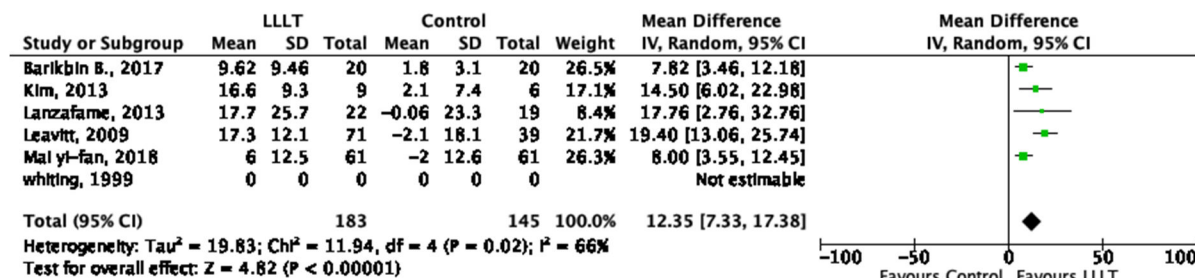 LLLT Control Mean Difference Mean Difference
Study or Subgroup Mean SD Total Mean SD Total Weight IV, Random, 95% CI IV, Random, 95% CI
Barikbin B., 2017 9.62 9.46 20 1.8 3.1 20 26.5% 7.82 [3.46, 12.18]
Kim, 2013 16.6 9.3 9 2.1 7.4 6 17.1% 14.50 [6.02, 22.98]
Lanzafame, 2013 17.7 25.7 22 -0.06 23.3 19 8.4% 17.76 [2.76, 32.76]
Leavitt, 2009 17.3 12.1 71 -2.1 18.1 39 21.7% 19.40 [13.06, 25.74]
Mai yi-fan, 2018 6 12.5 61 -2 12.6 61 26.3% 8.00 [3.55, 12.45]
whiting, 1999 0 0 0 0 0 0 Not estimable
Total (95% CI) 183 145 100.0% 12.35 [7.33, 17.38]
Heterogeneity: Tau² = 19.83; Chi² = 11.94, df = 4 (P = 0.02); I² = 66%
Test for overall effect: Z = 4.82 (P < 0.00001)
-100 -50 0 50 100
Favours Control Favours LLLT